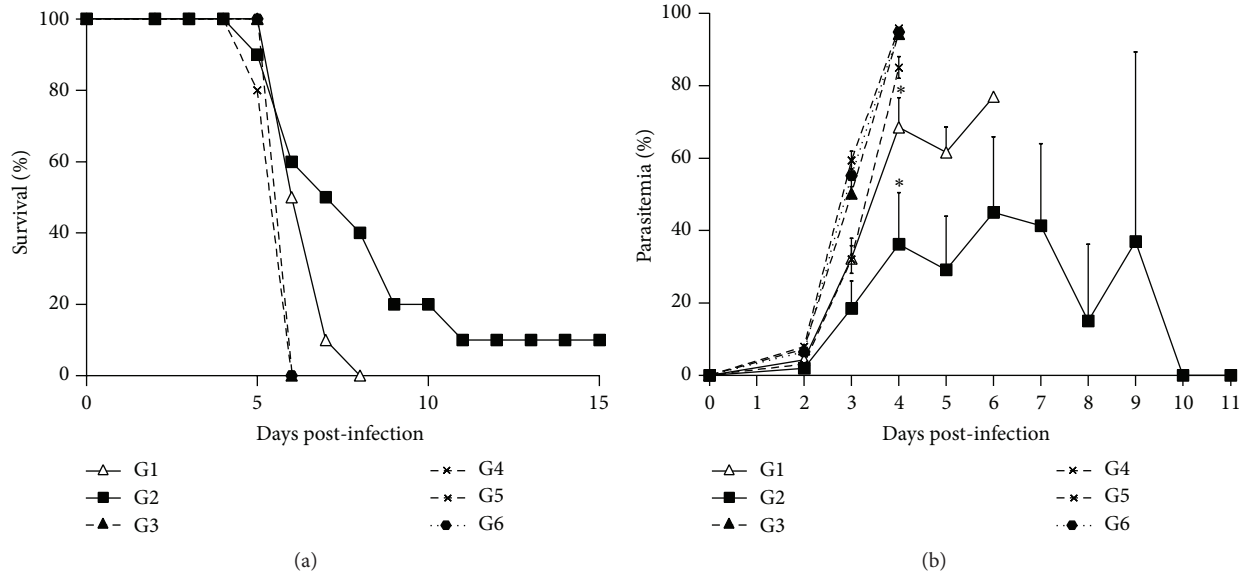 100
80
60
40
20
0
Survival (%)
0 5 10 15
Days post-infection
G1
G2
G3
G4
G5
G6
(a)
100
80
60
40
20
0
Parasitemia (%)
*
*
0 1 2 3 4 5 6 7 8 9 10 11
Days post-infection
G1
G2
G3
G4
G5
G6
(b)